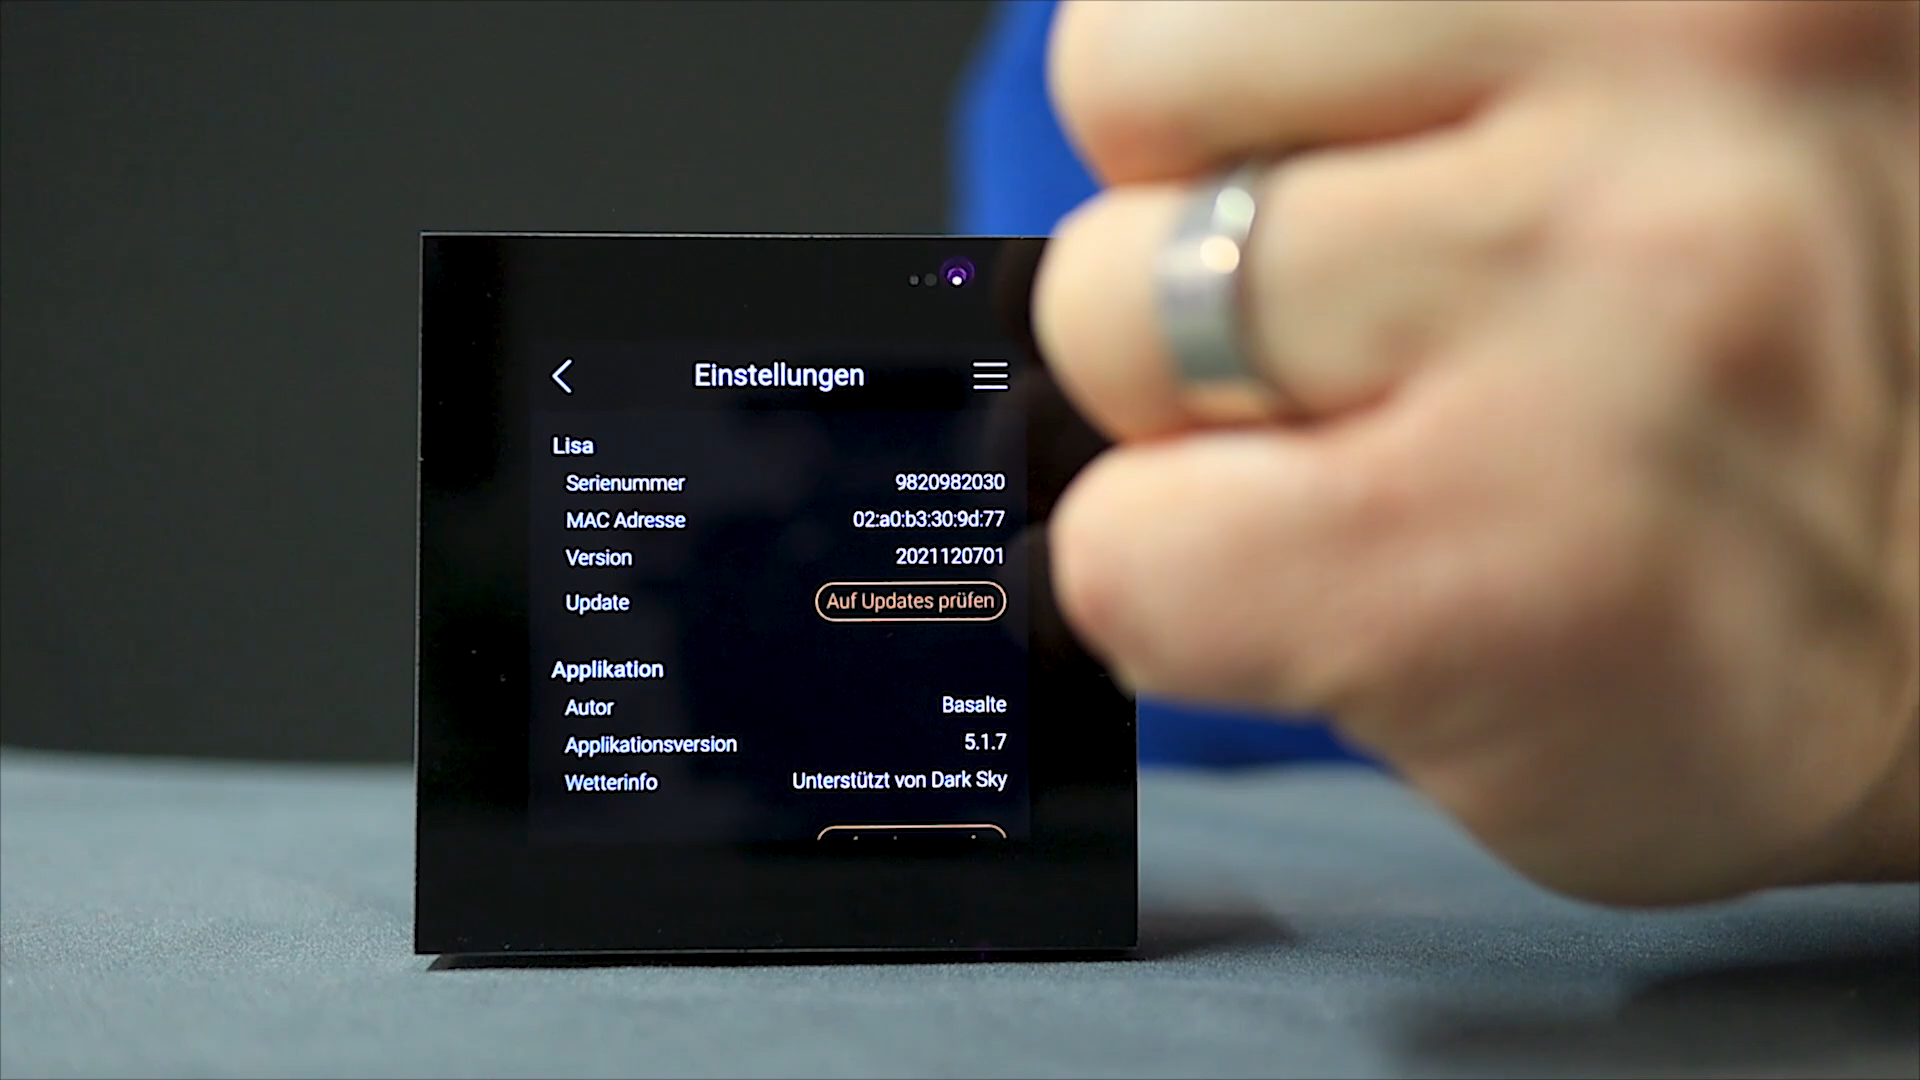 Einstellungen
Lisa
Serienummer 9820982030
MAC Adresse 02:a0:b3:30:9d:77
Version 2021120701
Update Auf Updates prüfen
Applikation
Autor Basalte
Applikationsversion 5.1.7
Wetterinfo Unterstützt von Dark Sky